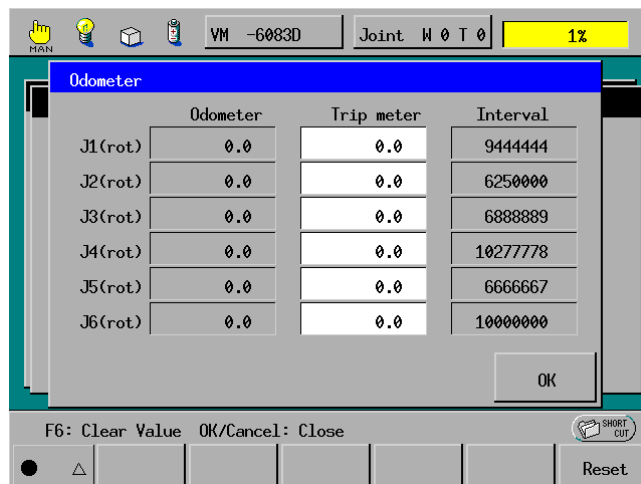 MAN
VM -6083D
Joint W 0 T 0
1%
Odometer
Odometer Trip meter Interval
J1(rot) 0.0 0.0 9444444
J2(rot) 0.0 0.0 6250000
J3(rot) 0.0 0.0 6888889
J4(rot) 0.0 0.0 10277778
J5(rot) 0.0 0.0 6666667
J6(rot) 0.0 0.0 10000000
OK
F6: Clear Value OK/Cancel: Close
SHORT
CUT
Reset